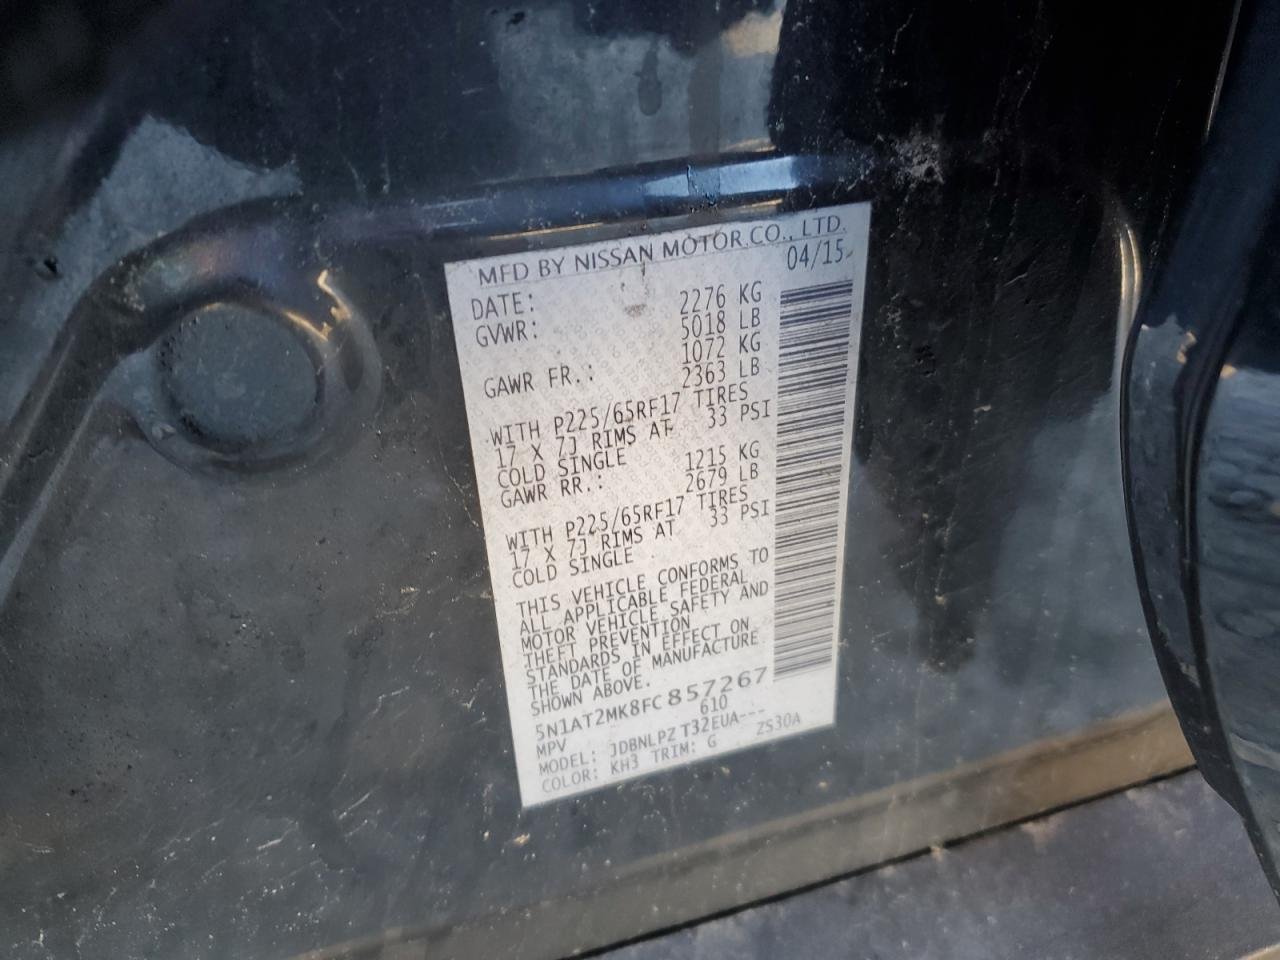 MFD BY NISSAN MOTOR CO., LTD.
DATE: 04/15
GVWR: 2276 KG
5018 LB
GAWR FR.: 1072 KG
2363 LB
WITH P225/65RF17 TIRES
17 X 7J RIMS AT 33 PSI
COLD SINGLE
GAWR RR.: 1215 KG
2679 LB
WITH P225/65RF17 TIRES
17 X 7J RIMS AT 33 PSI
COLD SINGLE
THIS VEHICLE CONFORMS TO
ALL APPLICABLE FEDERAL
MOTOR VEHICLE SAFETY AND
THEFT PREVENTION
STANDARDS IN EFFECT ON
THE DATE OF MANUFACTURE
SHOWN ABOVE.
5N1AT2MK8FC857267
MPV 610
MODEL: JDBNLPZ T32EUA---
COLOR: KH3 TRIM: G ZS30A